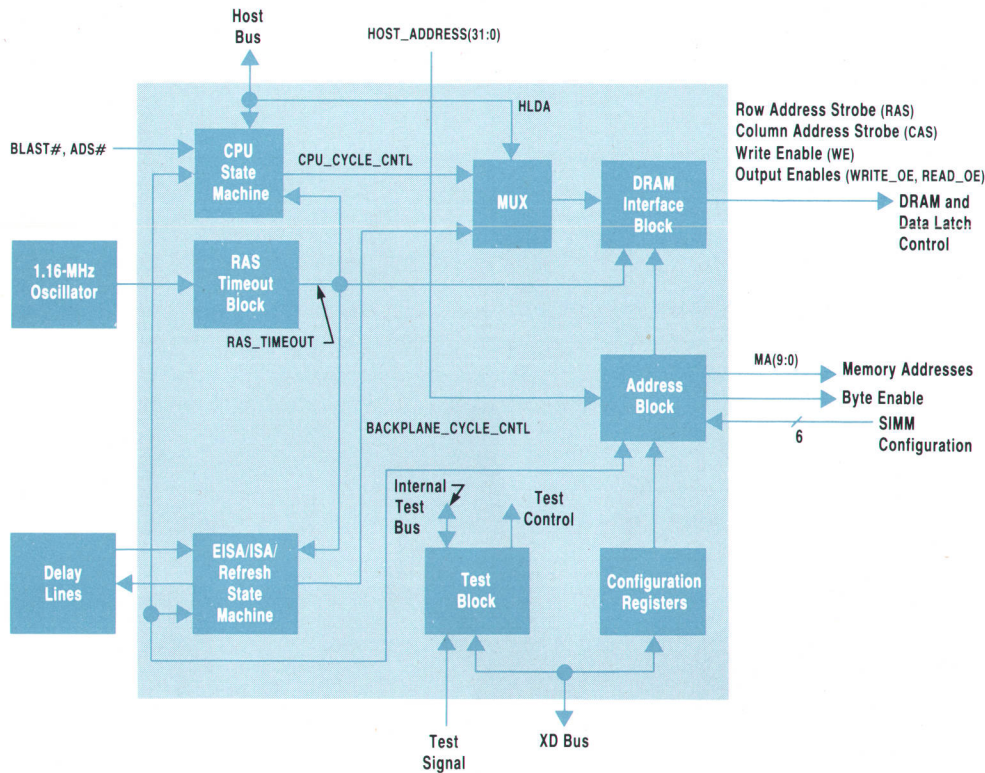 Host
Bus
HOST_ADDRESS(31:0)
HLDA
Row Address Strobe (RAS)
Column Address Strobe (CAS)
Write Enable (WE)
Output Enables (WRITE_OE, READ_OE)
DRAM and
Data Latch
Control
BLAST#, ADS#
CPU
State
Machine
CPU_CYCLE_CNTL
MUX
DRAM
Interface
Block
1.16-MHz
Oscillator
RAS
Timeout
Block
RAS_TIMEOUT
Address
Block
MA(9:0)
Memory Addresses
Byte Enable
SIMM
Configuration
6
BACKPLANE_CYCLE_CNTL
Internal
Test
Bus
Test
Control
Delay
Lines
EISA/ISA/
Refresh
State
Machine
Test
Block
Configuration
Registers
Test
Signal
XD Bus